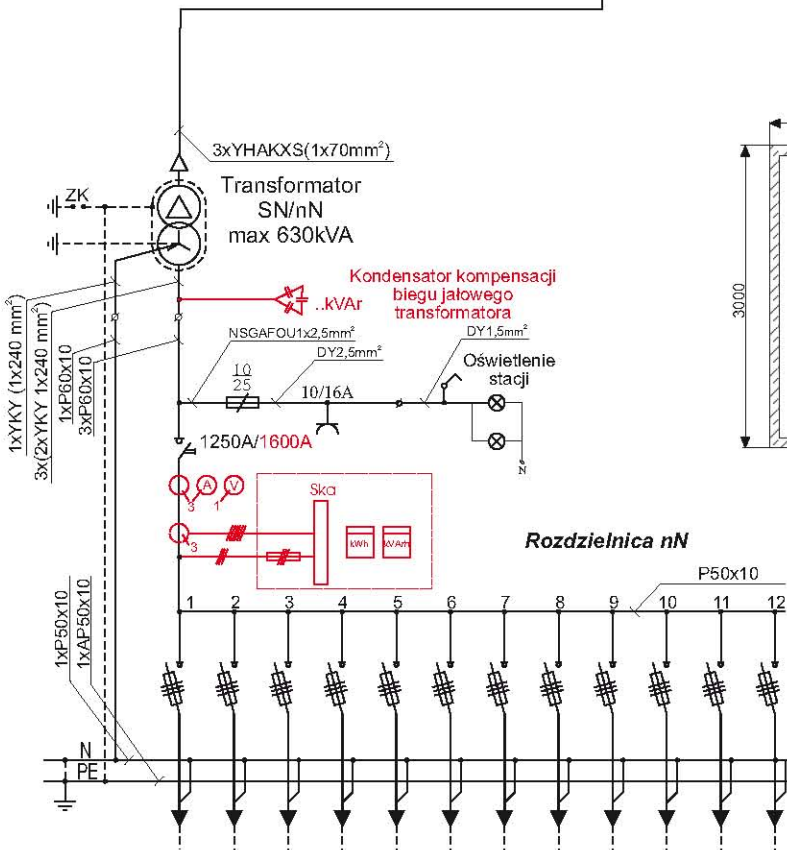 3xYHAKXS(1x70mm²)
ZK
Transformator
SN/nN
max 630kVA
Kondensator kompensacji
biegu jałowego
transformatora
..kVAr
3000
1xYKY (1x240 mm²)
3x(2xYKY 1x240 mm²)
1xP60x10
3xP60x10
NSGAFOU1x2,5mm²
DY2,5mm²
DY1,5mm²
10
25
10/16A
Oświetlenie
stacji
N
1250A/1600A
A
V
3
1
3
Ska
kWh
kVArh
Rozdzielnica nN
P50x10
1xP50x10
1xAP50x10
1 2 3 4 5 6 7 8 9 10 11 12
N
PE